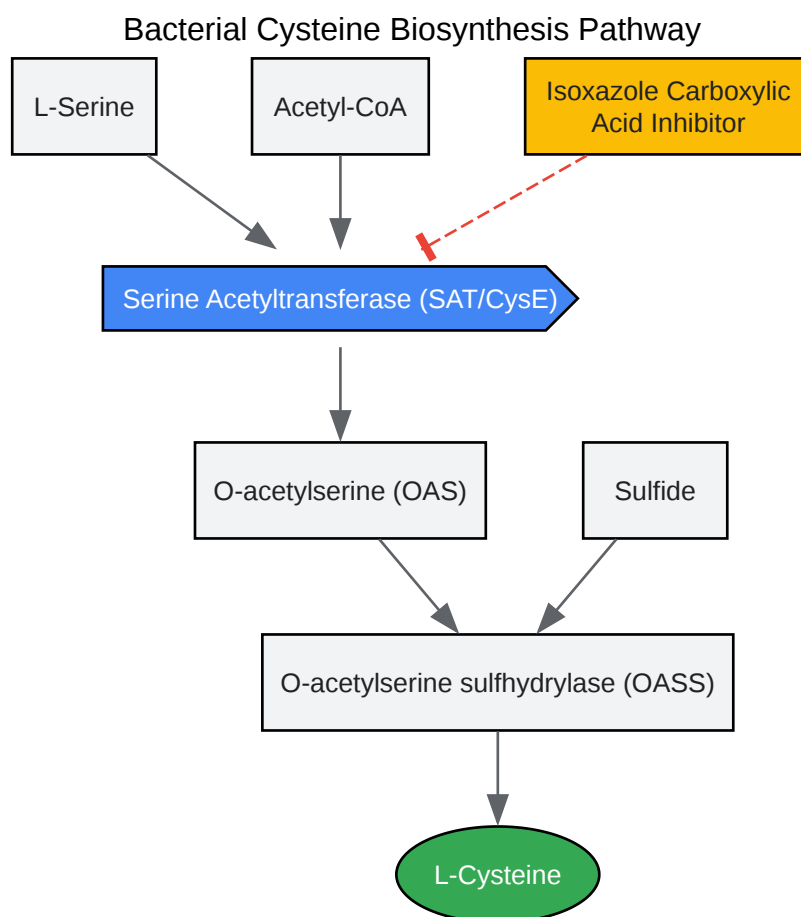 Bacterial Cysteine Biosynthesis Pathway
L-Serine
Acetyl-CoA
Isoxazole Carboxylic
Acid Inhibitor
Serine Acetyltransferase (SAT/CysE)
O-acetylserine (OAS)
Sulfide
O-acetylserine sulfhydrylase (OASS)
L-Cysteine